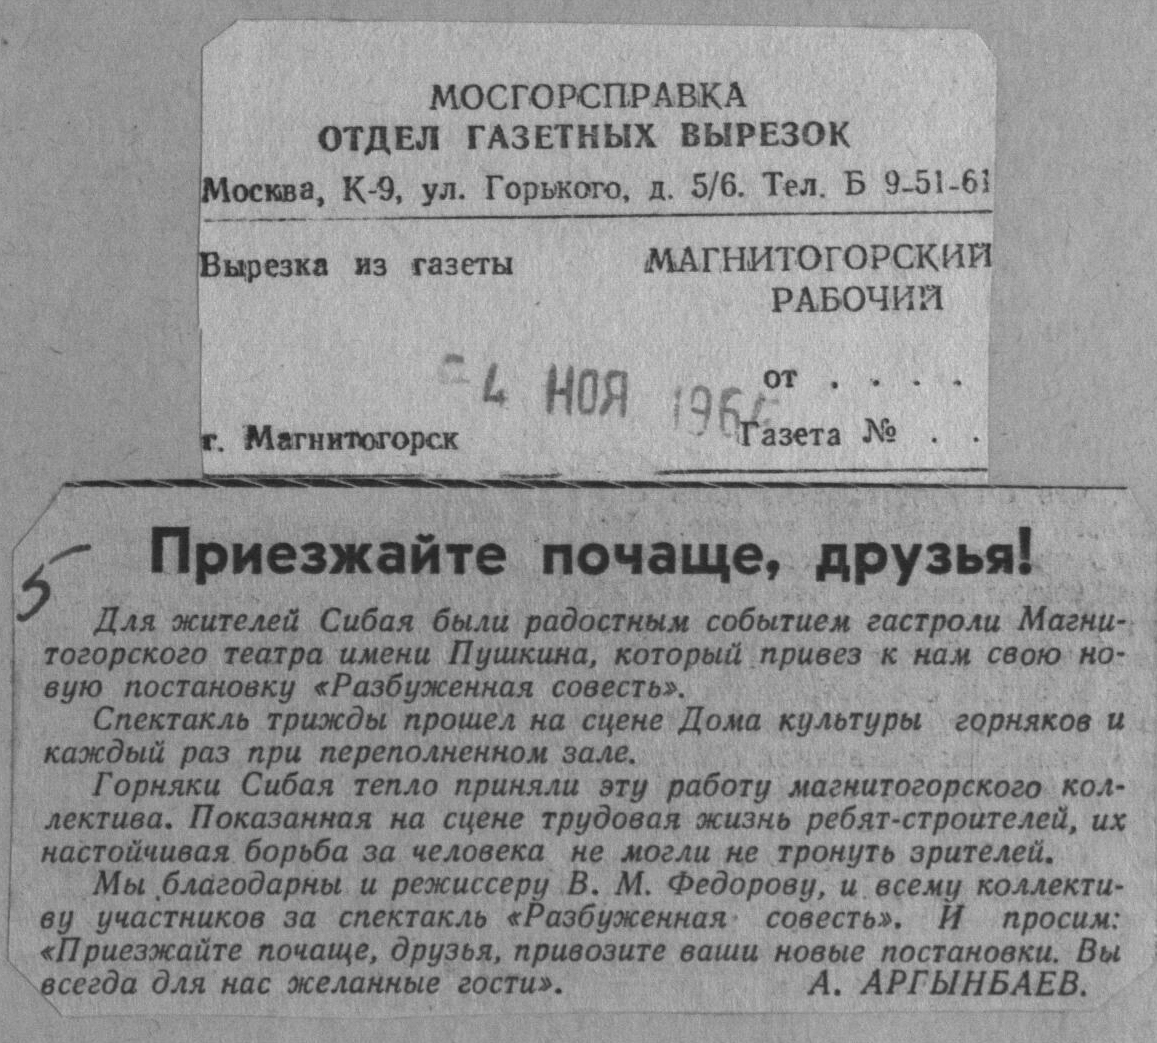 МОСГОРСПРАВКА
ОТДЕЛ ГАЗЕТНЫХ ВЫРЕЗОК
Москва, К-9, ул. Горького, д. 5/6. Тел. Б 9-51-61
Вырезка из газеты
МАГНИТОГОРСКИЙ
РАБОЧИЙ
от . . . .
-4 НОЯ
г. Магнитогорск
Газета № . .
5
Приезжайте почаще, друзья!
Для жителей Сибая были радостным событием гастроли Магни-
тогорского театра имени Пушкина, который привез к нам свою но-
вую постановку «Разбуженная совесть».
Спектакль трижды прошел на сцене Дома культуры горняков и
каждый раз при переполненном зале.
Горняки Сибая тепло приняли эту работу магнитогорского кол-
лектива. Показанная на сцене трудовая жизнь ребят-строителей, их
настойчивая борьба за человека не могли не тронуть зрителей.
Мы благодарны и режиссеру В. М. Федорову, и всему коллекти-
ву участников за спектакль «Разбуженная совесть». И просим:
«Приезжайте почаще, друзья, привозите ваши новые постановки. Вы
всегда для нас желанные гости».
А. АРГЫНБАЕВ.